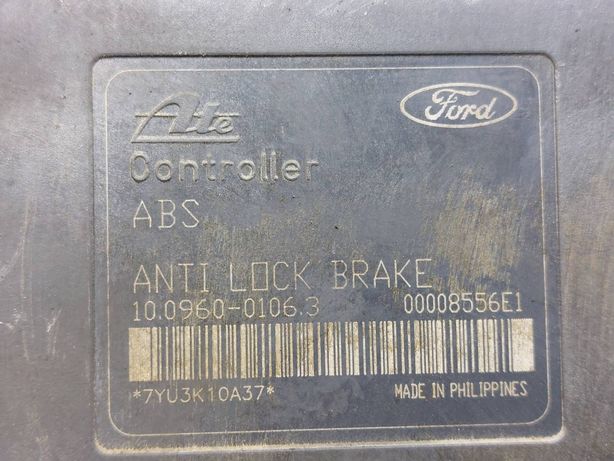 Ate
Ford
Controller
ABS
ANTI LOCK BRAKE
10.0960-0106.3 00008556E1
*7YU3K10A37* MADE IN PHILIPPINES